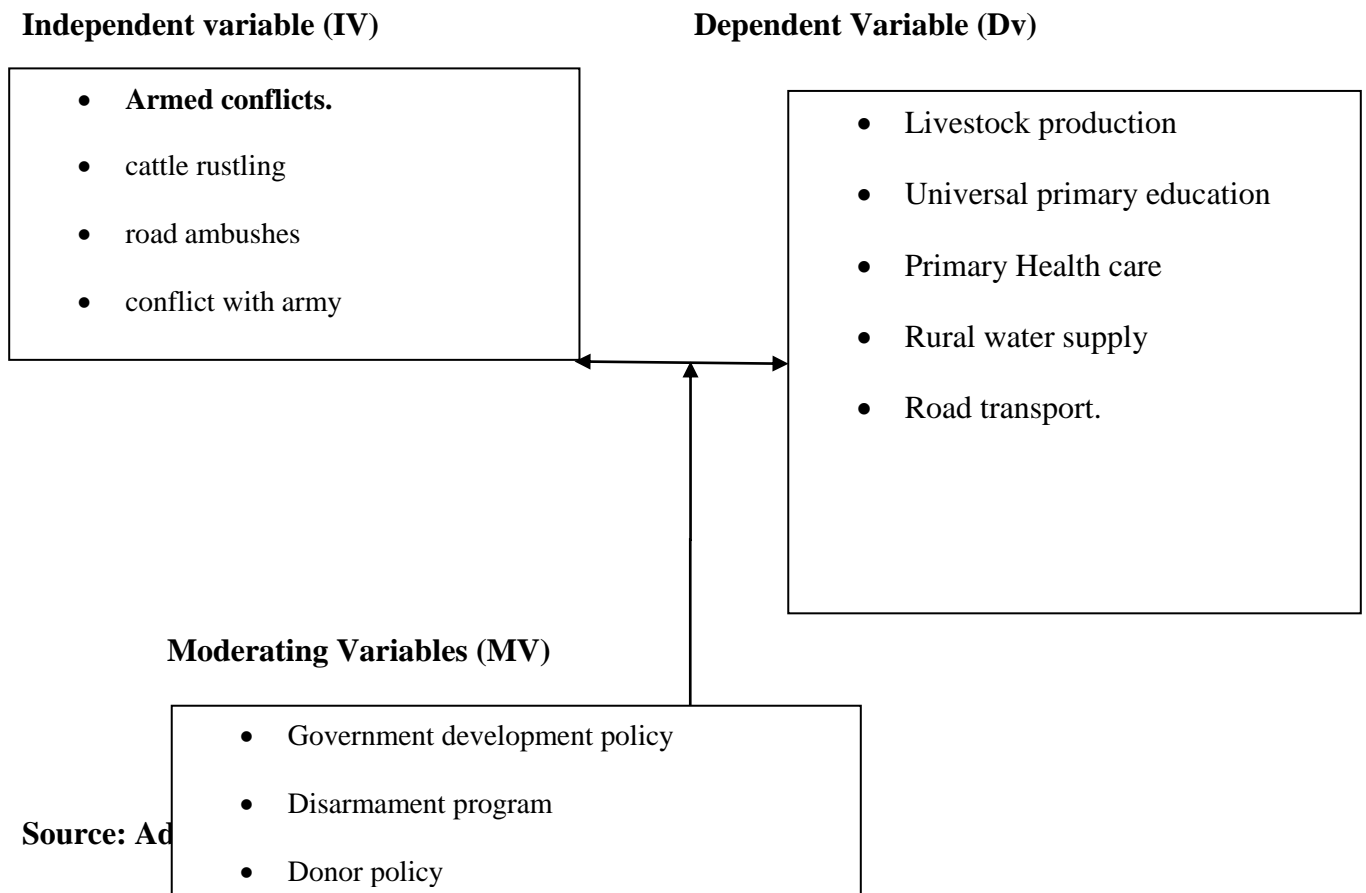 Independent variable (IV)
Dependent Variable (Dv)
• Armed conflicts.
• cattle rustling
• road ambushes
• conflict with army
• Livestock production
• Universal primary education
• Primary Health care
• Rural water supply
• Road transport.
Moderating Variables (MV)
• Government development policy
• Disarmament program
• Donor policy
Source: Ad